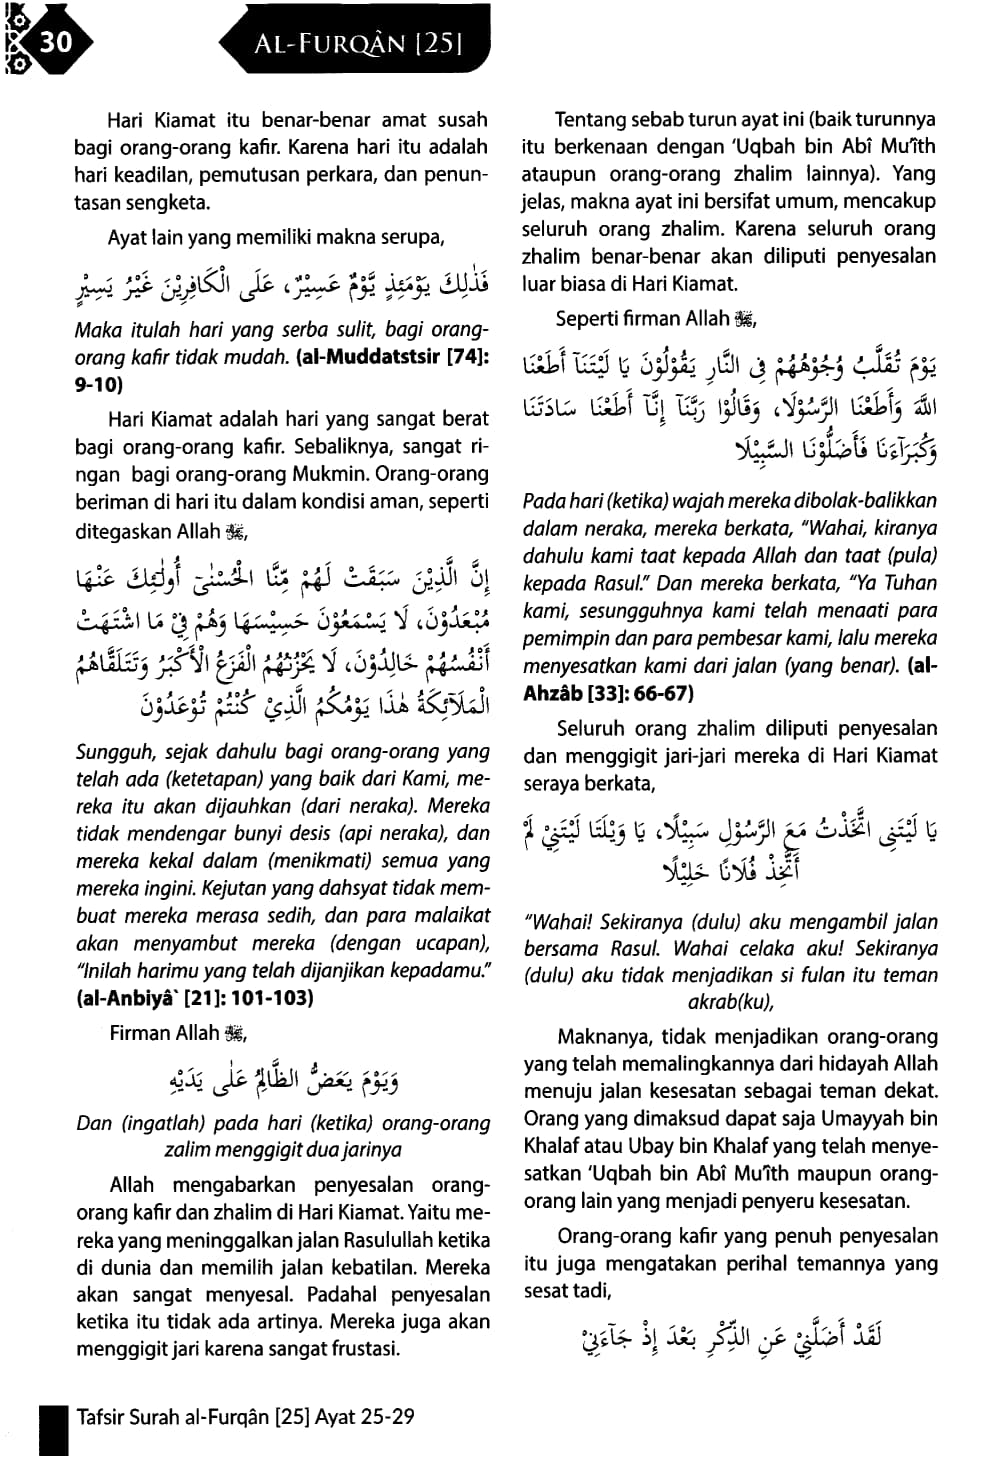 30
AL-FURQÂN [25]
Hari Kiamat itu benar-benar amat susah
bagi orang-orang kafir. Karena hari itu adalah
hari keadilan, pemutusan perkara, dan penun-
tasan sengketa.
Ayat lain yang memiliki makna serupa,
فَذٰلِكَ يَوْمَئِذٍ يَّوْمٌ عَسِيْرٌ، عَلَى الْكَافِرِيْنَ غَيْرُ يَسِيْرٍ
Maka itulah hari yang serba sulit, bagi orang-
orang kafir tidak mudah. (al-Muddatstsir [74]:
9-10)
Hari Kiamat adalah hari yang sangat berat
bagi orang-orang kafir. Sebaliknya, sangat ri-
ngan bagi orang-orang Mukmin. Orang-orang
beriman di hari itu dalam kondisi aman, seperti
ditegaskan Allah ﷻ,
إِنَّ الَّذِيْنَ سَبَقَتْ لَهُمْ مِّنَّا الْحُسْنٰىٓ أُولٰٓئِكَ عَنْهَا
مُبْعَدُوْنَ، لَا يَسْمَعُوْنَ حَسِيْسَهَا وَهُمْ فِيْ مَا اشْتَهَتْ
أَنْفُسُهُمْ خَالِدُوْنَ، لَا يَحْزُنُهُمُ الْفَزَعُ الْأَكْبَرُ وَتَتَلَقَّاهُمُ
الْمَلَآئِكَةُ هٰذَا يَوْمُكُمُ الَّذِيْ كُنْتُمْ تُوْعَدُوْنَ
Sungguh, sejak dahulu bagi orang-orang yang
telah ada (ketetapan) yang baik dari Kami, me-
reka itu akan dijauhkan (dari neraka). Mereka
tidak mendengar bunyi desis (api neraka), dan
mereka kekal dalam (menikmati) semua yang
mereka ingini. Kejutan yang dahsyat tidak mem-
buat mereka merasa sedih, dan para malaikat
akan menyambut mereka (dengan ucapan),
"Inilah harimu yang telah dijanjikan kepadamu."
(al-Anbiyâ` [21]: 101-103)
Firman Allah ﷻ,
وَيَوْمَ يَعَضُّ الظَّالِمُ عَلٰى يَدَيْهِ
Dan (ingatlah) pada hari (ketika) orang-orang
zalim menggigit dua jarinya
Allah mengabarkan penyesalan orang-
orang kafir dan zhalim di Hari Kiamat. Yaitu me-
reka yang meninggalkan jalan Rasulullah ketika
di dunia dan memilih jalan kebatilan. Mereka
akan sangat menyesal. Padahal penyesalan
ketika itu tidak ada artinya. Mereka juga akan
menggigit jari karena sangat frustasi.
Tentang sebab turun ayat ini (baik turunnya
itu berkenaan dengan 'Uqbah bin Abî Mu'îth
ataupun orang-orang zhalim lainnya). Yang
jelas, makna ayat ini bersifat umum, mencakup
seluruh orang zhalim. Karena seluruh orang
zhalim benar-benar akan diliputi penyesalan
luar biasa di Hari Kiamat.
Seperti firman Allah ﷻ,
يَوْمَ تُقَلَّبُ وُجُوْهُهُمْ فِى النَّارِ يَقُوْلُوْنَ يَا لَيْتَنَآ أَطَعْنَا
اللّٰهَ وَأَطَعْنَا الرَّسُوْلَا، وَقَالُوْا رَبَّنَآ إِنَّآ أَطَعْنَا سَادَتَنَا
وَكُبَرَآءَنَا فَأَضَلُّوْنَا السَّبِيْلَا
Pada hari (ketika) wajah mereka dibolak-balikkan
dalam neraka, mereka berkata, "Wahai, kiranya
dahulu kami taat kepada Allah dan taat (pula)
kepada Rasul." Dan mereka berkata, "Ya Tuhan
kami, sesungguhnya kami telah menaati para
pemimpin dan para pembesar kami, lalu mereka
menyesatkan kami dari jalan (yang benar). (al-
Ahzâb [33]: 66-67)
Seluruh orang zhalim diliputi penyesalan
dan menggigit jari-jari mereka di Hari Kiamat
seraya berkata,
يَا لَيْتَنِى اتَّخَذْتُ مَعَ الرَّسُوْلِ سَبِيْلًا، يَا وَيْلَتَا لَيْتَنِيْ لَمْ
أَتَّخِذْ فُلَانًا خَلِيْلًا
"Wahai! Sekiranya (dulu) aku mengambil jalan
bersama Rasul. Wahai celaka aku! Sekiranya
(dulu) aku tidak menjadikan si fulan itu teman
akrab(ku),
Maknanya, tidak menjadikan orang-orang
yang telah memalingkannya dari hidayah Allah
menuju jalan kesesatan sebagai teman dekat.
Orang yang dimaksud dapat saja Umayyah bin
Khalaf atau Ubay bin Khalaf yang telah menye-
satkan 'Uqbah bin Abî Mu'îth maupun orang-
orang lain yang menjadi penyeru kesesatan.
Orang-orang kafir yang penuh penyesalan
itu juga mengatakan perihal temannya yang
sesat tadi,
لَقَدْ أَضَلَّنِيْ عَنِ الذِّكْرِ بَعْدَ إِذْ جَآءَنِيْ
Tafsir Surah al-Furqân [25] Ayat 25-29